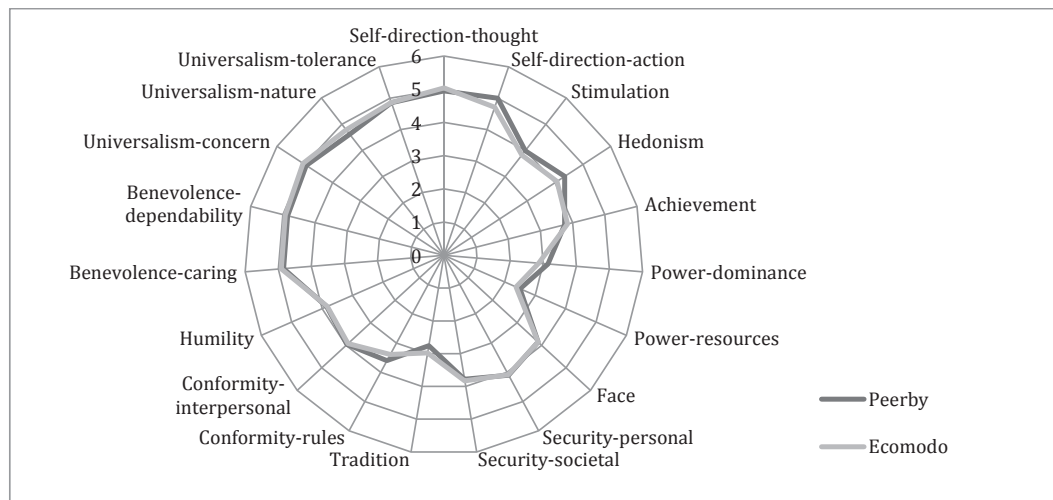 Self-direction-thought
Self-direction-action
Stimulation
Hedonism
Achievement
Power-dominance
Power-resources
Face
Security-personal
Security-societal
Tradition
Conformity-rules
Conformity-
interpersonal
Humility
Benevolence-caring
Benevolence-
dependability
Universalism-concern
Universalism-nature
Universalism-tolerance
6
5
4
3
2
1
0
Peerby
Ecomodo